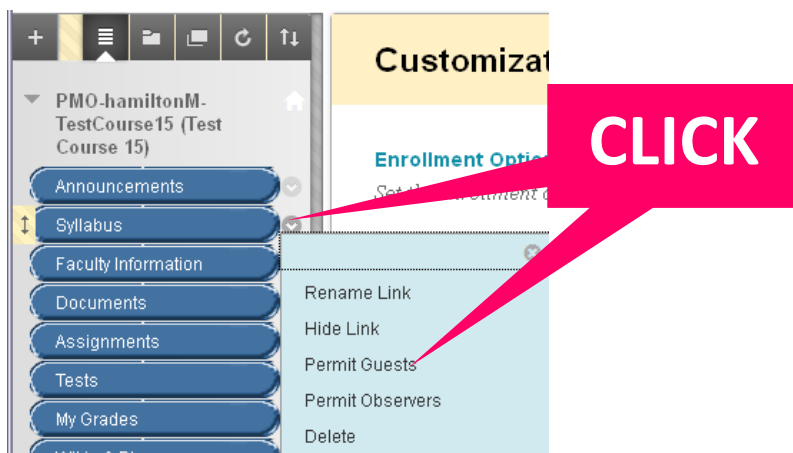 Customizat
PMO-hamiltonM-
TestCourse15 (Test
Course 15)
CLICK
Enrollment Optio
Announcements
Syllabus
Faculty Information
Documents
Assignments
Tests
My Grades
Rename Link
Hide Link
Permit Guests
Permit Observers
Delete